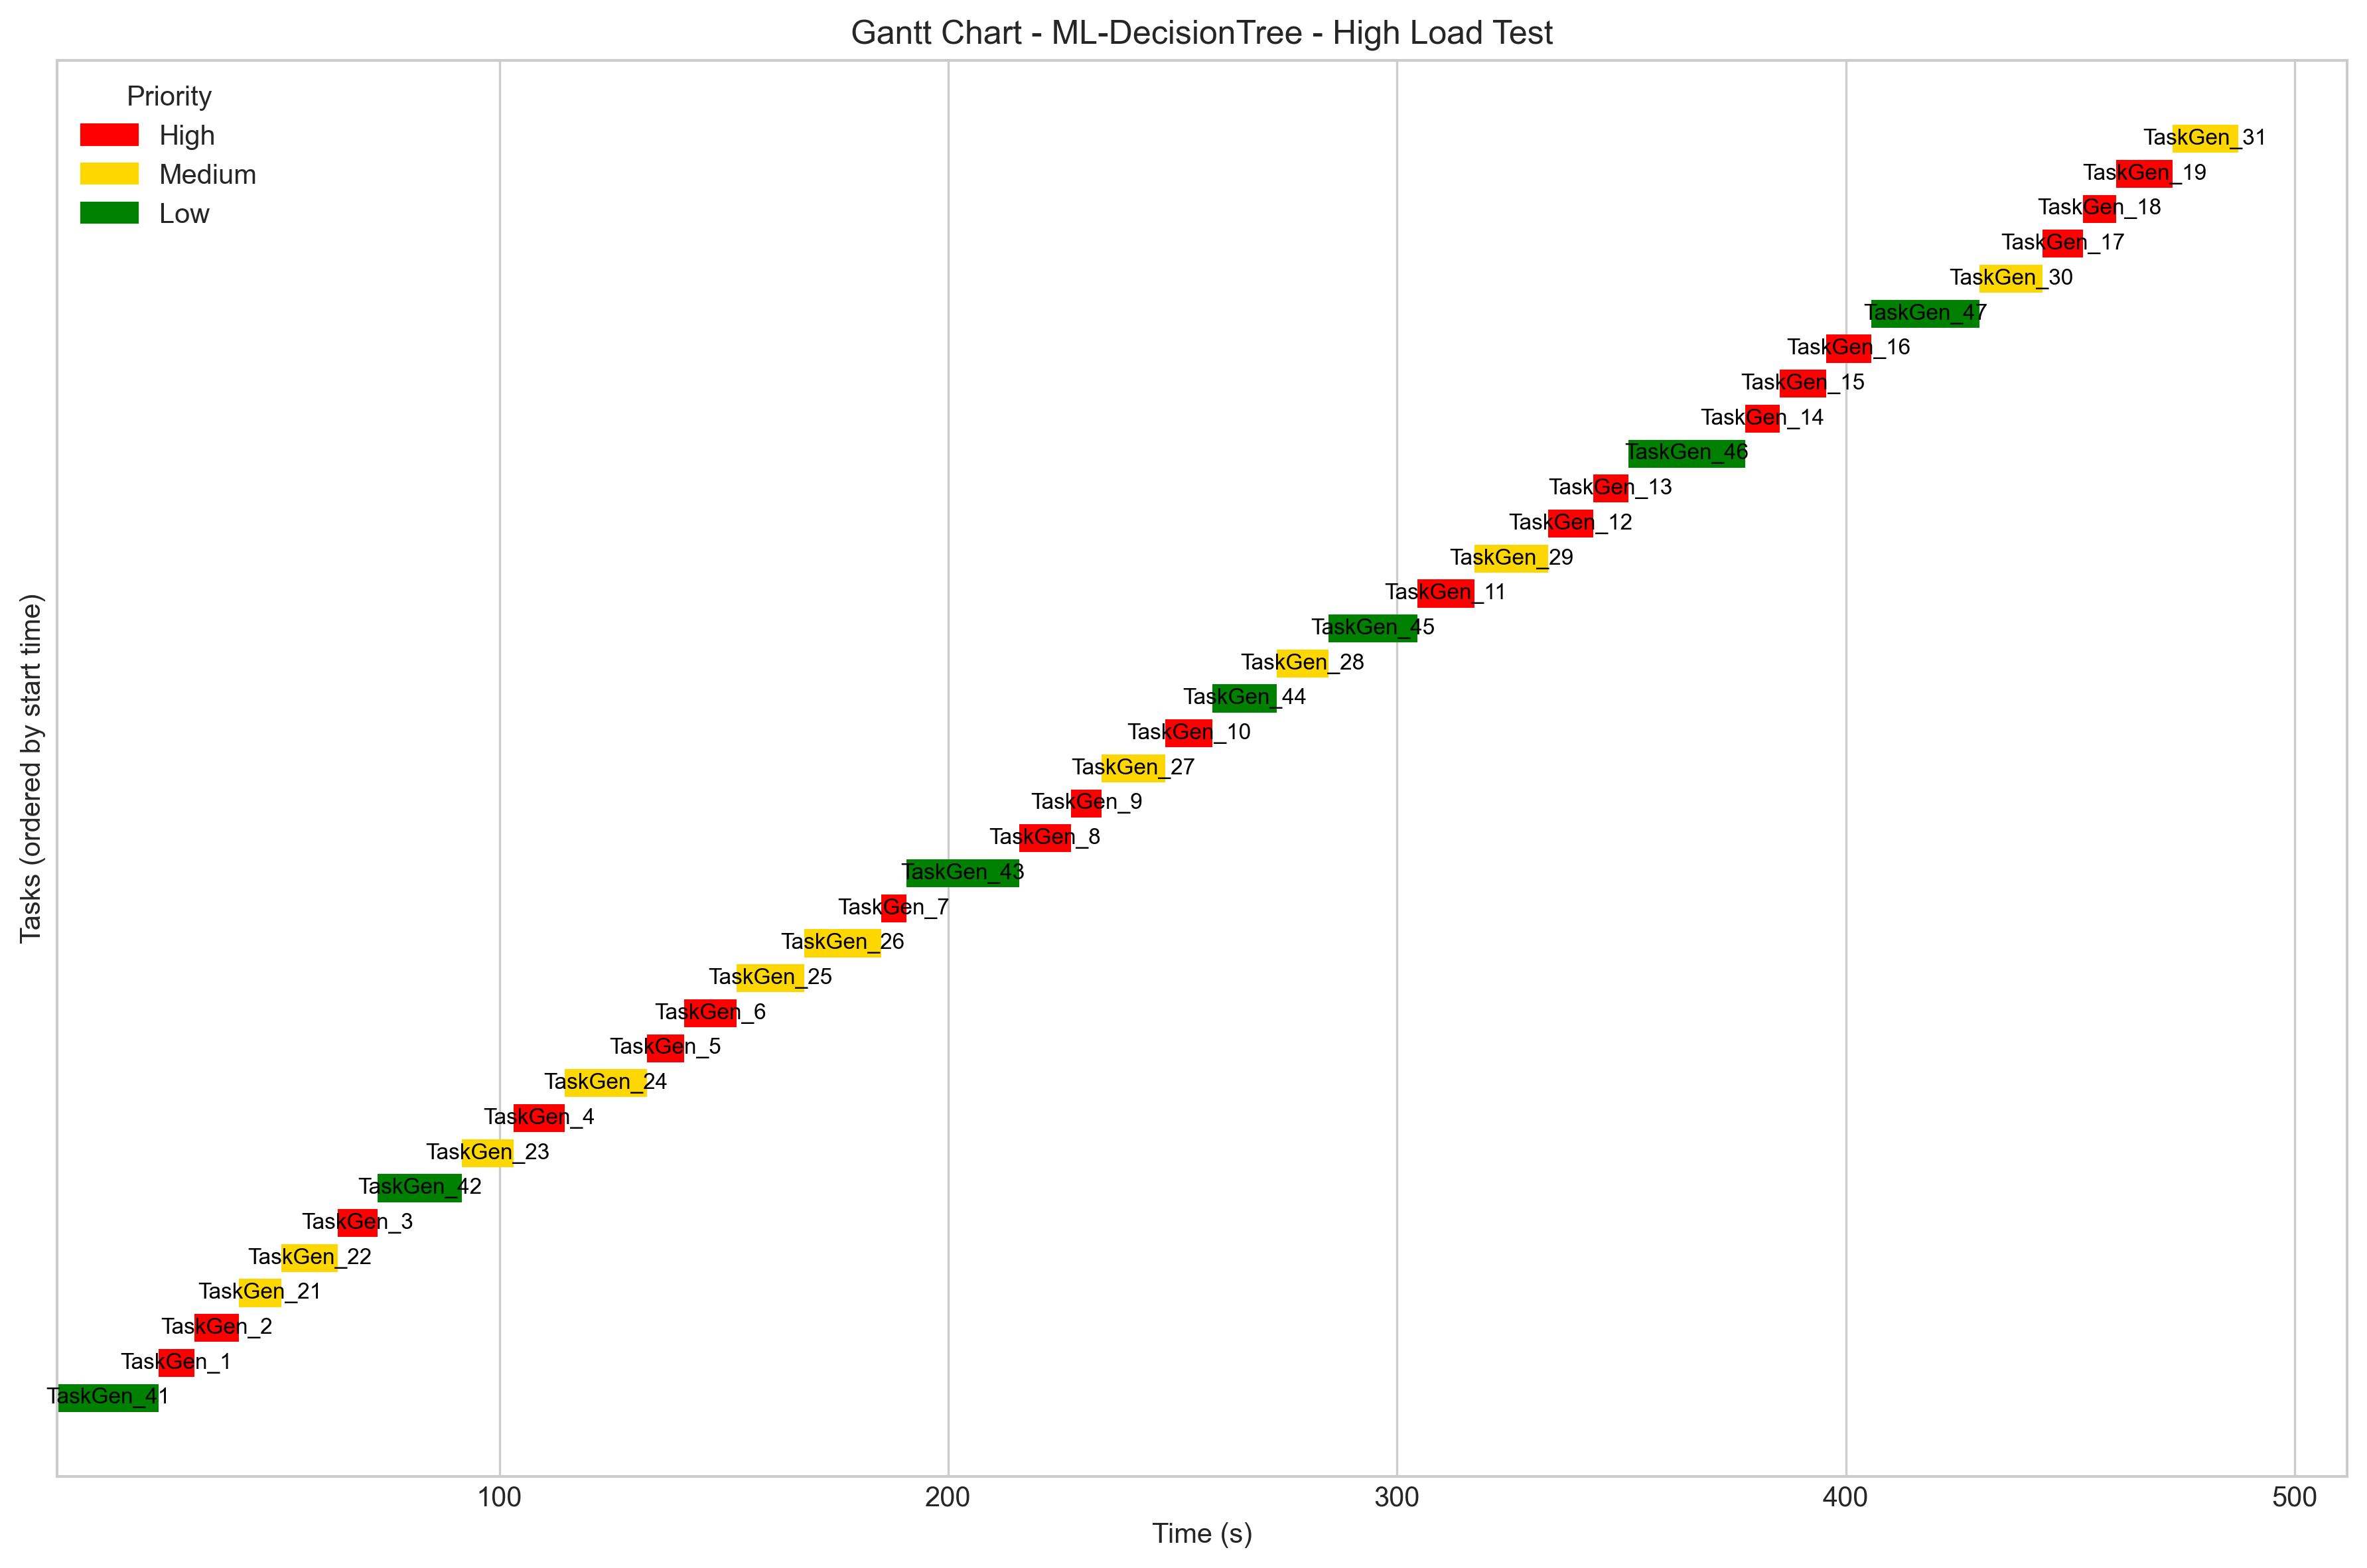 Gantt Chart - ML-DecisionTree - High Load Test
Priority
High
Medium
Low
TaskGen_31
TaskGen_19
TaskGen_18
TaskGen_17
TaskGen_30
TaskGen_47
TaskGen_16
TaskGen_15
TaskGen_14
TaskGen_46
TaskGen_13
TaskGen_12
TaskGen_29
TaskGen_11
TaskGen_45
TaskGen_28
TaskGen_44
TaskGen_10
TaskGen_27
TaskGen_9
TaskGen_8
TaskGen_43
TaskGen_7
TaskGen_26
TaskGen_25
TaskGen_6
TaskGen_5
TaskGen_24
TaskGen_4
TaskGen_23
TaskGen_42
TaskGen_3
TaskGen_22
TaskGen_21
TaskGen_2
TaskGen_1
TaskGen_41
Tasks (ordered by start time)
100 200 300 400 500
Time (s)